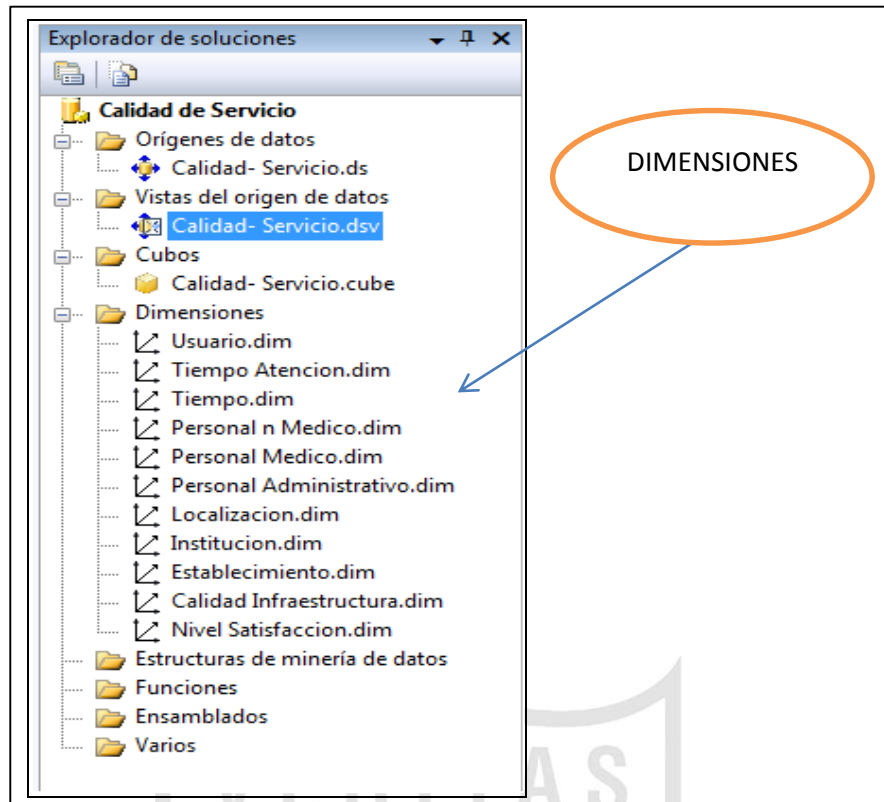 Explorador de soluciones
Calidad de Servicio
Orígenes de datos
Calidad- Servicio.ds
Vistas del origen de datos
Calidad- Servicio.dsv
Cubos
Calidad- Servicio.cube
Dimensiones
Usuario.dim
Tiempo Atencion.dim
Tiempo.dim
Personal n Medico.dim
Personal Medico.dim
Personal Administrativo.dim
Localizacion.dim
Institucion.dim
Establecimiento.dim
Calidad Infraestructura.dim
Nivel Satisfaccion.dim
Estructuras de minería de datos
Funciones
Ensamblados
Varios
DIMENSIONES